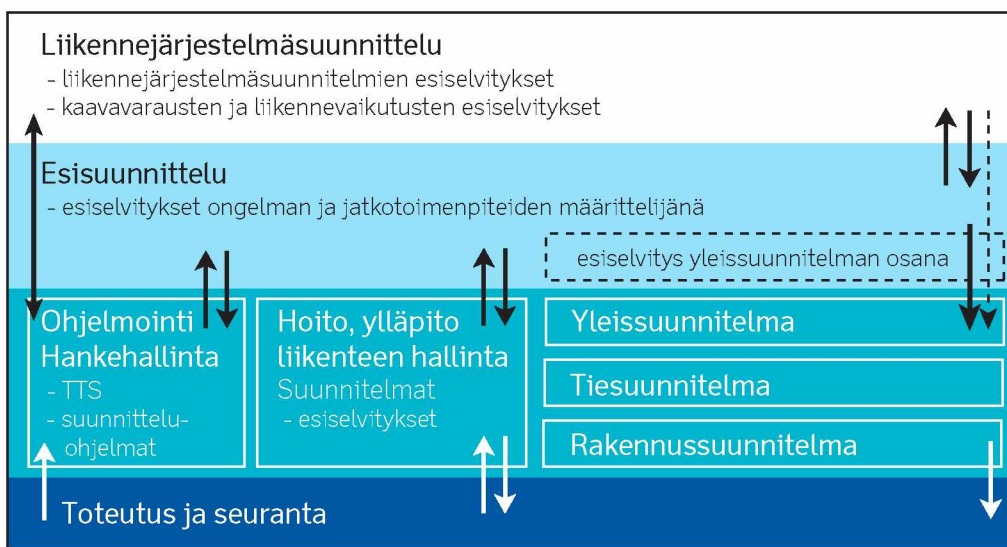 Liikennejärjestelmäsuunnittelu
- liikennejärjestelmäsuunnitelmien esiselvitykset
- kaavavarausten ja liikennevaikutusten esiselvitykset
Esisuunnittelu
- esiselvitykset ongelman ja jatkotoimenpiteiden määrittelijänä
esiselvitys yleissuunnitelman osana
Ohjelmointi
Hankehallinta
- TTS
- suunnittelu-
ohjelmat
Hoito, ylläpito
liikenteen hallinta
Suunnitelmat
- esiselvitykset
Yleissuunnitelma
Tiesuunnitelma
Rakennussuunnitelma
Toteutus ja seuranta